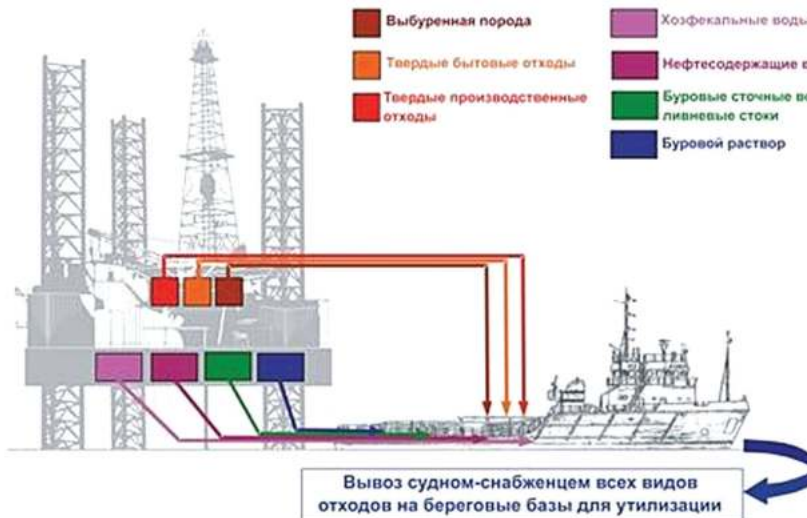 Выбуренная порода
Твердые бытовые отходы
Твердые производственные
отходы
Хозфекальные воды
Нефтесодержащие в
Буровые сточные во
ливневые стоки
Буровой раствор
Вывоз судном-снабженцем всех видов
отходов на береговые базы для утилизации